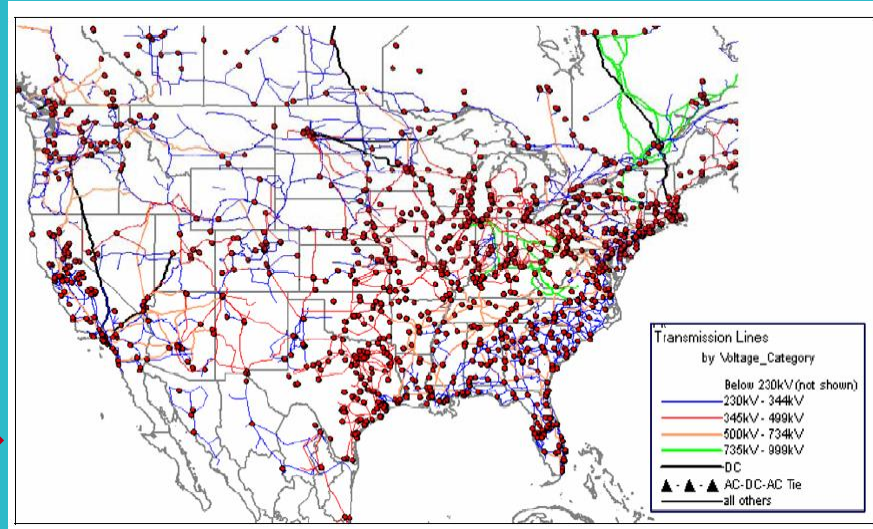 Transmission Lines
by Voltage_Category
Below 230kV (not shown)
230kV - 344kV
345kV - 499kV
500kV - 734kV
735kV - 999kV
DC
AC-DC-AC Tie
all others